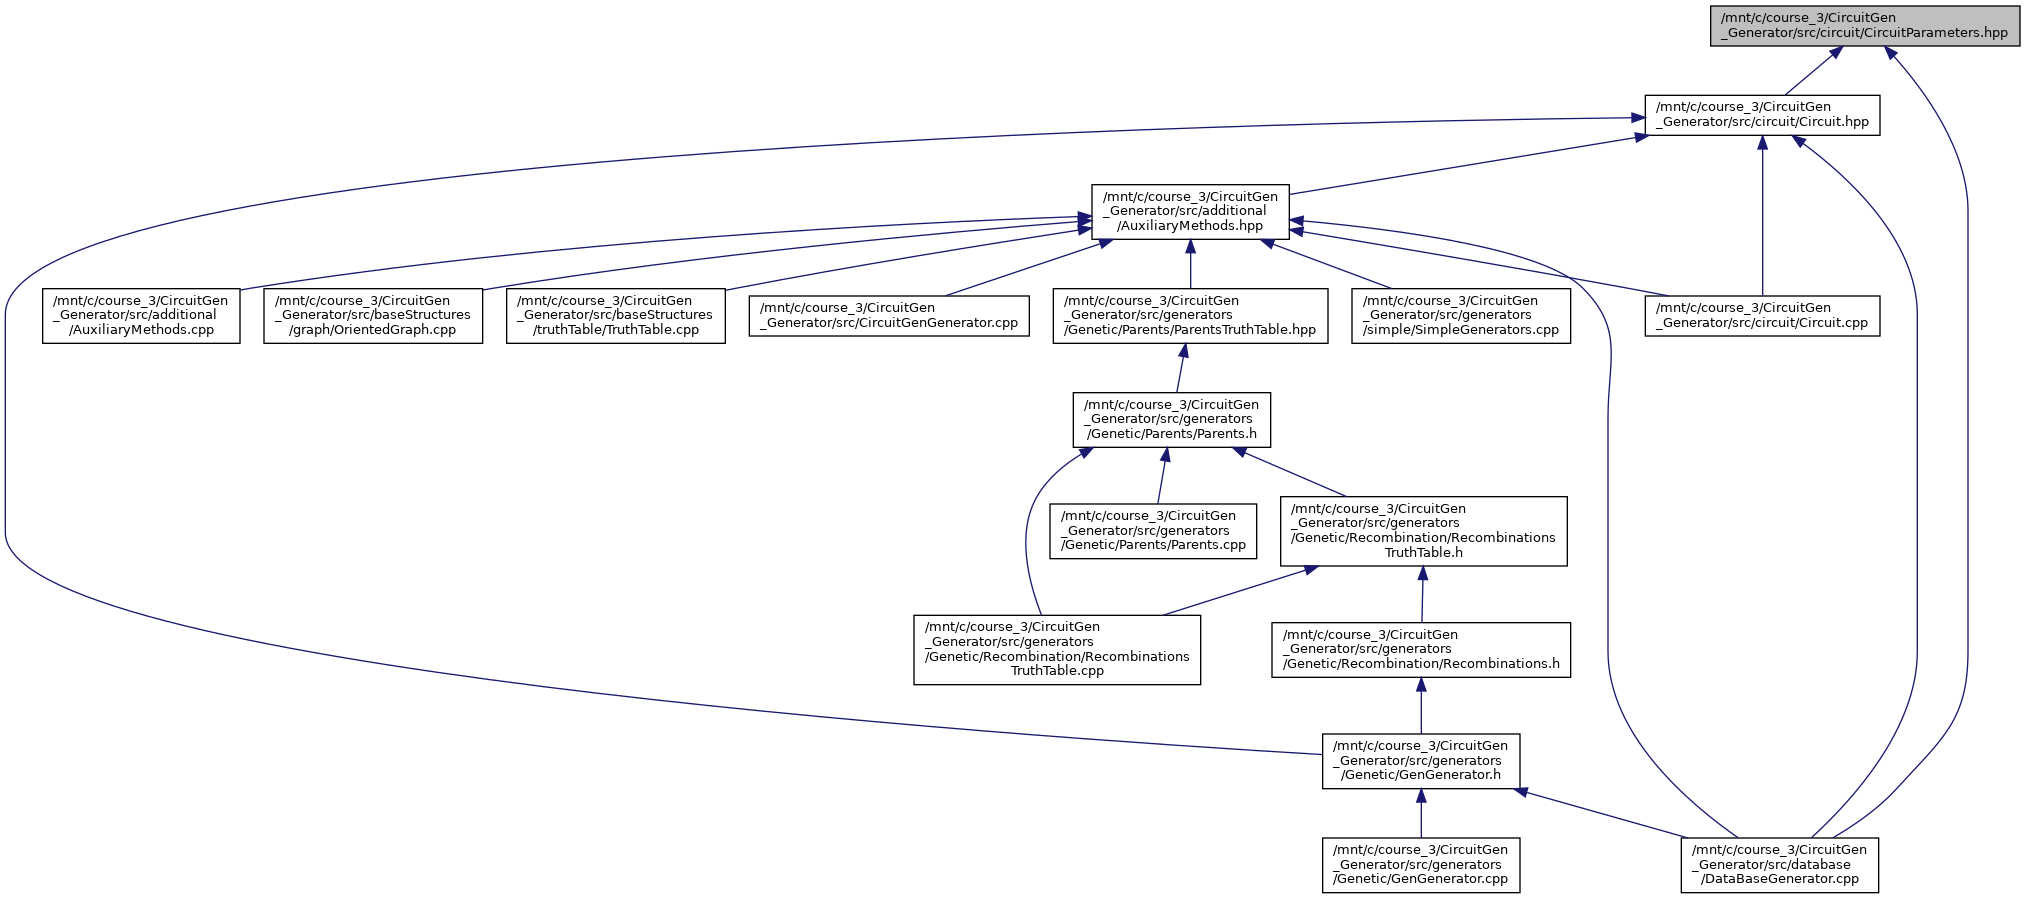 /mnt/c/course_3/CircuitGen
_Generator/src/circuit/CircuitParameters.hpp
/mnt/c/course_3/CircuitGen
_Generator/src/circuit/Circuit.hpp
/mnt/c/course_3/CircuitGen
_Generator/src/additional
/AuxiliaryMethods.hpp
/mnt/c/course_3/CircuitGen
_Generator/src/additional
/AuxiliaryMethods.cpp
/mnt/c/course_3/CircuitGen
_Generator/src/baseStructures
/graph/OrientedGraph.cpp
/mnt/c/course_3/CircuitGen
_Generator/src/baseStructures
/truthTable/TruthTable.cpp
/mnt/c/course_3/CircuitGen
_Generator/src/CircuitGenGenerator.cpp
/mnt/c/course_3/CircuitGen
_Generator/src/generators
/Genetic/Parents/ParentsTruthTable.hpp
/mnt/c/course_3/CircuitGen
_Generator/src/generators
/simple/SimpleGenerators.cpp
/mnt/c/course_3/CircuitGen
_Generator/src/circuit/Circuit.cpp
/mnt/c/course_3/CircuitGen
_Generator/src/generators
/Genetic/Parents/Parents.h
/mnt/c/course_3/CircuitGen
_Generator/src/generators
/Genetic/Parents/Parents.cpp
/mnt/c/course_3/CircuitGen
_Generator/src/generators
/Genetic/Recombination/Recombinations
TruthTable.h
/mnt/c/course_3/CircuitGen
_Generator/src/generators
/Genetic/Recombination/Recombinations
TruthTable.cpp
/mnt/c/course_3/CircuitGen
_Generator/src/generators
/Genetic/Recombination/Recombinations.h
/mnt/c/course_3/CircuitGen
_Generator/src/generators
/Genetic/GenGenerator.h
/mnt/c/course_3/CircuitGen
_Generator/src/generators
/Genetic/GenGenerator.cpp
/mnt/c/course_3/CircuitGen
_Generator/src/database
/DataBaseGenerator.cpp